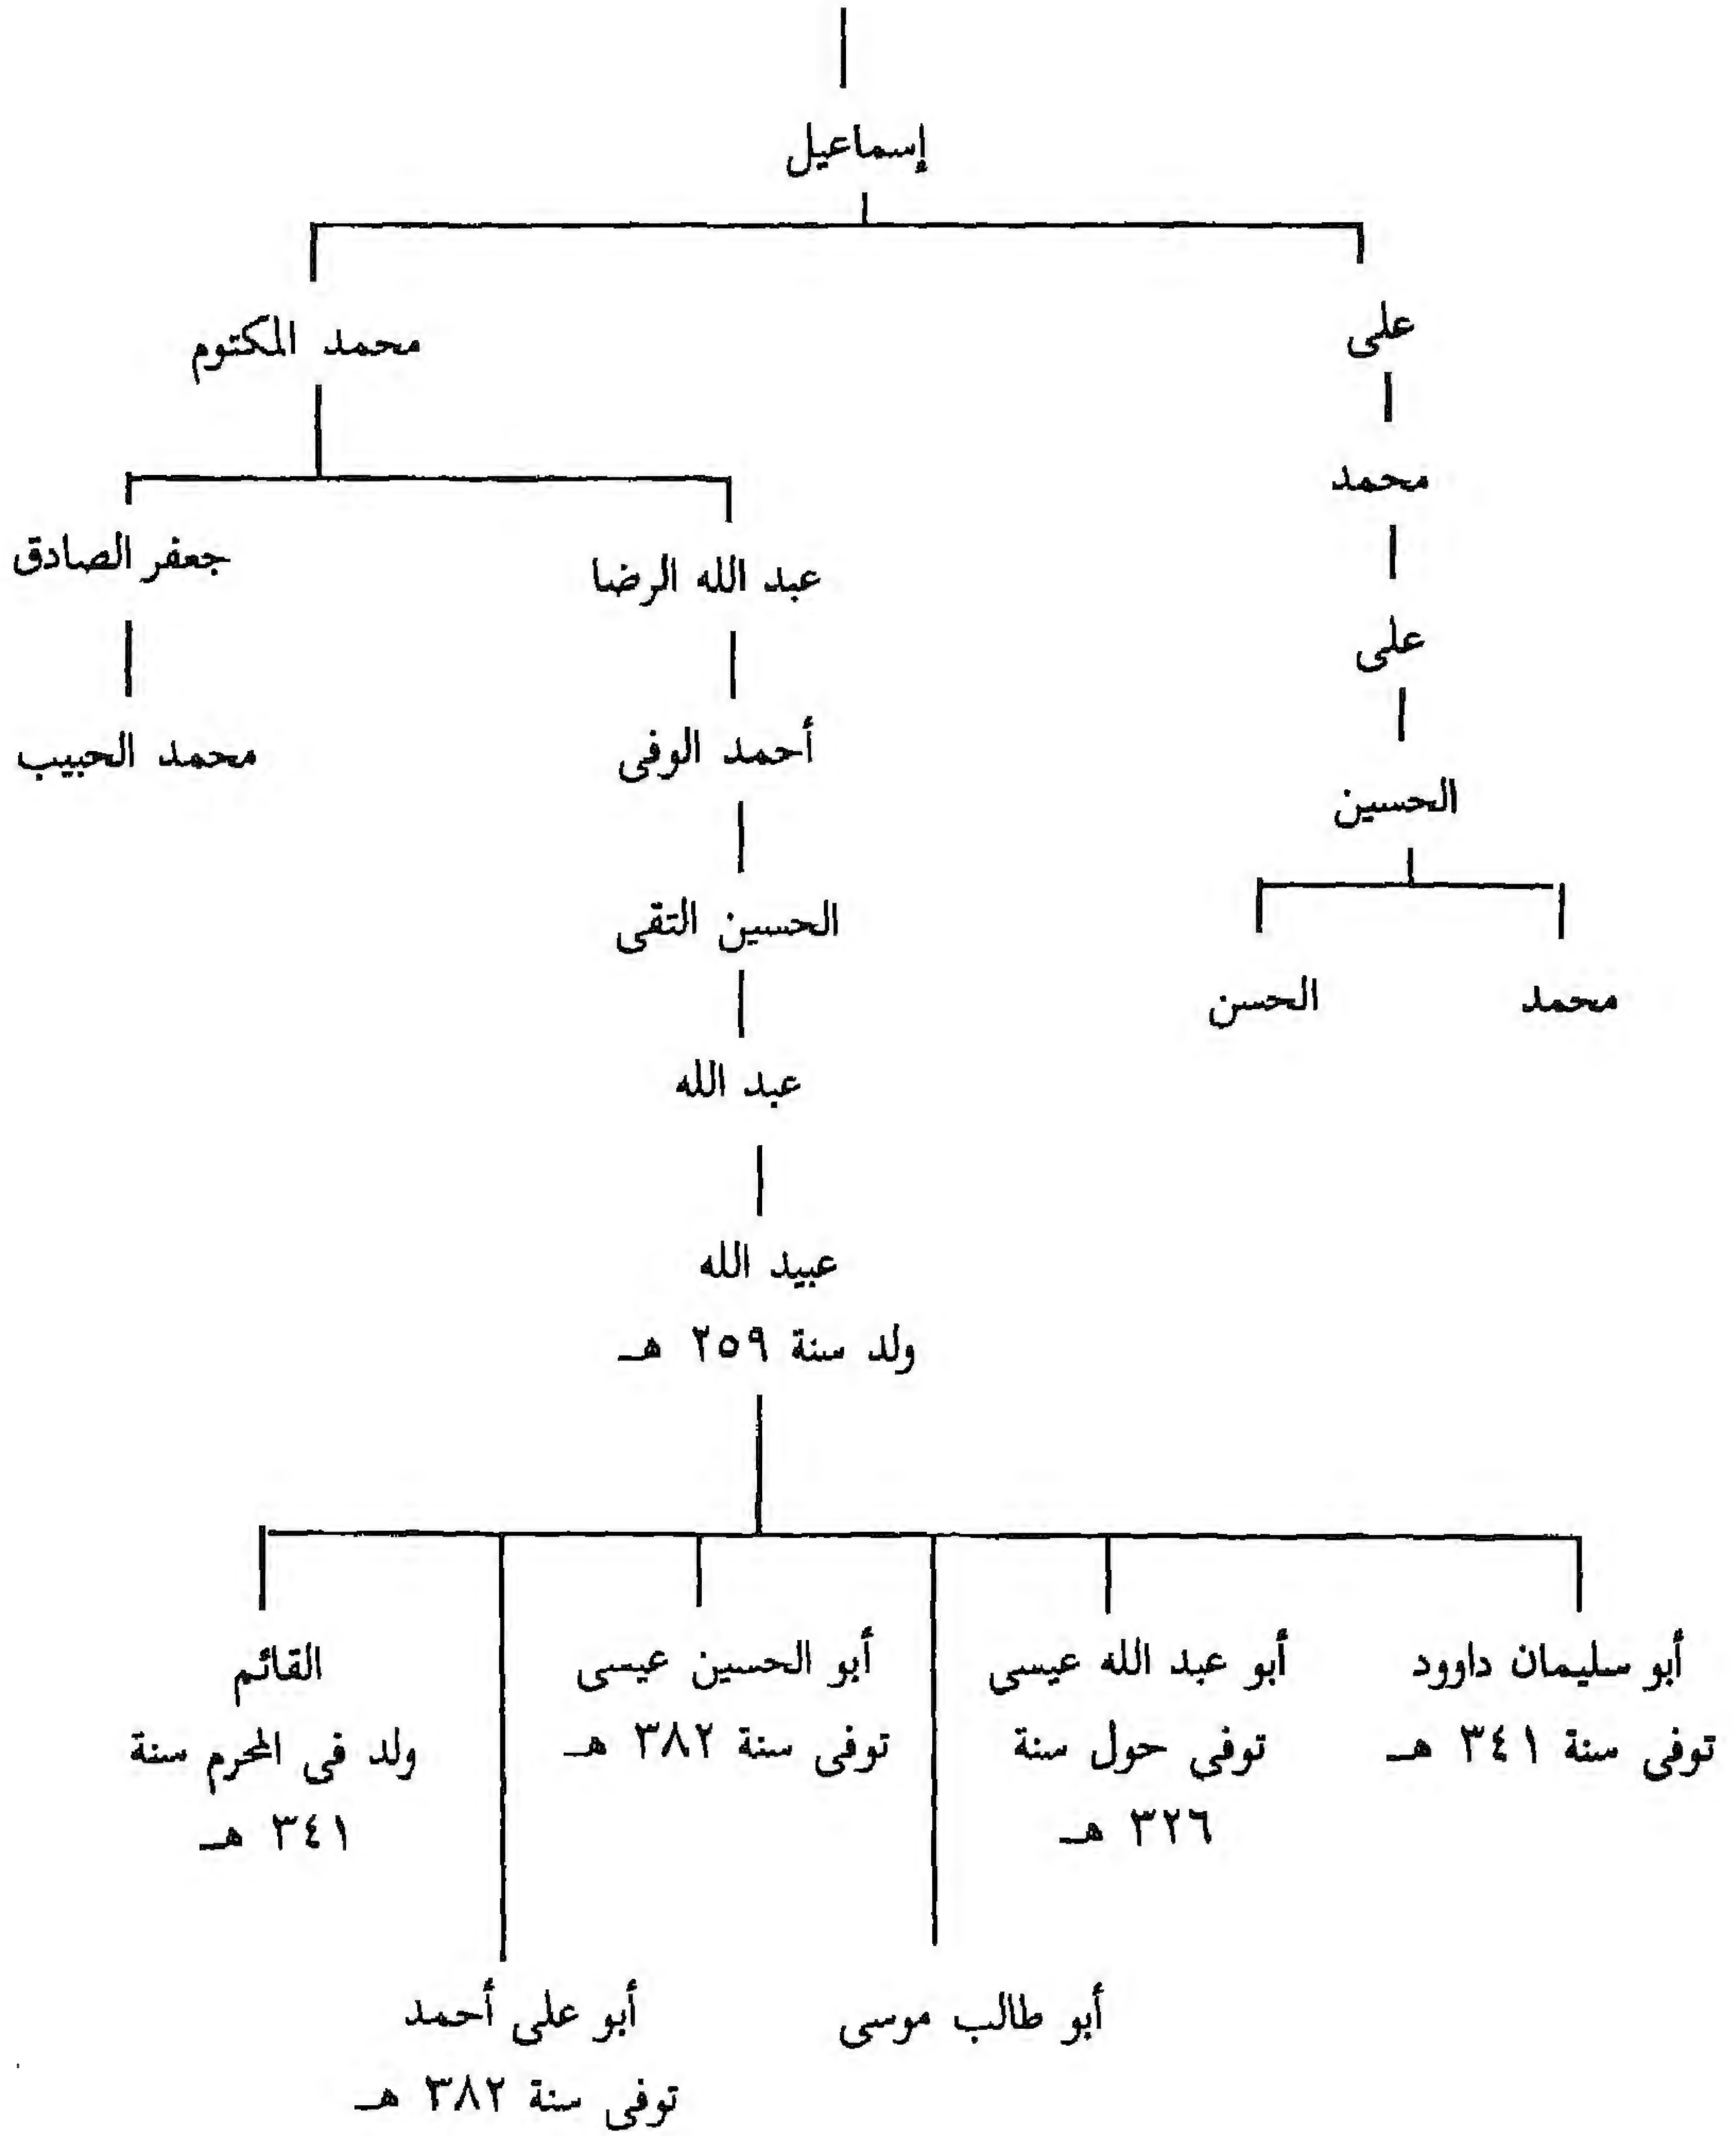 إسماعيل
على
محمد المكتوم
محمد
عبد الله الرضا
جعفر الصادق
على
أحمد الوفى
محمد الحبيب
الحسين
الحسين التقى
محمد
الحسن
عبد الله
عبيد الله
ولد سنة ٢٥٩ هـ
أبو سليمان داوود
توفى سنة ٣٤١ هـ
أبو عبد الله عيسى
توفى حول سنة
٣٢٦ هـ
أبو الحسين عيسى
توفى سنة ٣٨٢ هـ
القائم
ولد فى المحرم سنة
٣٤١ هـ
أبو طالب موسى
أبو على أحمد
توفى سنة ٣٨٢ هـ